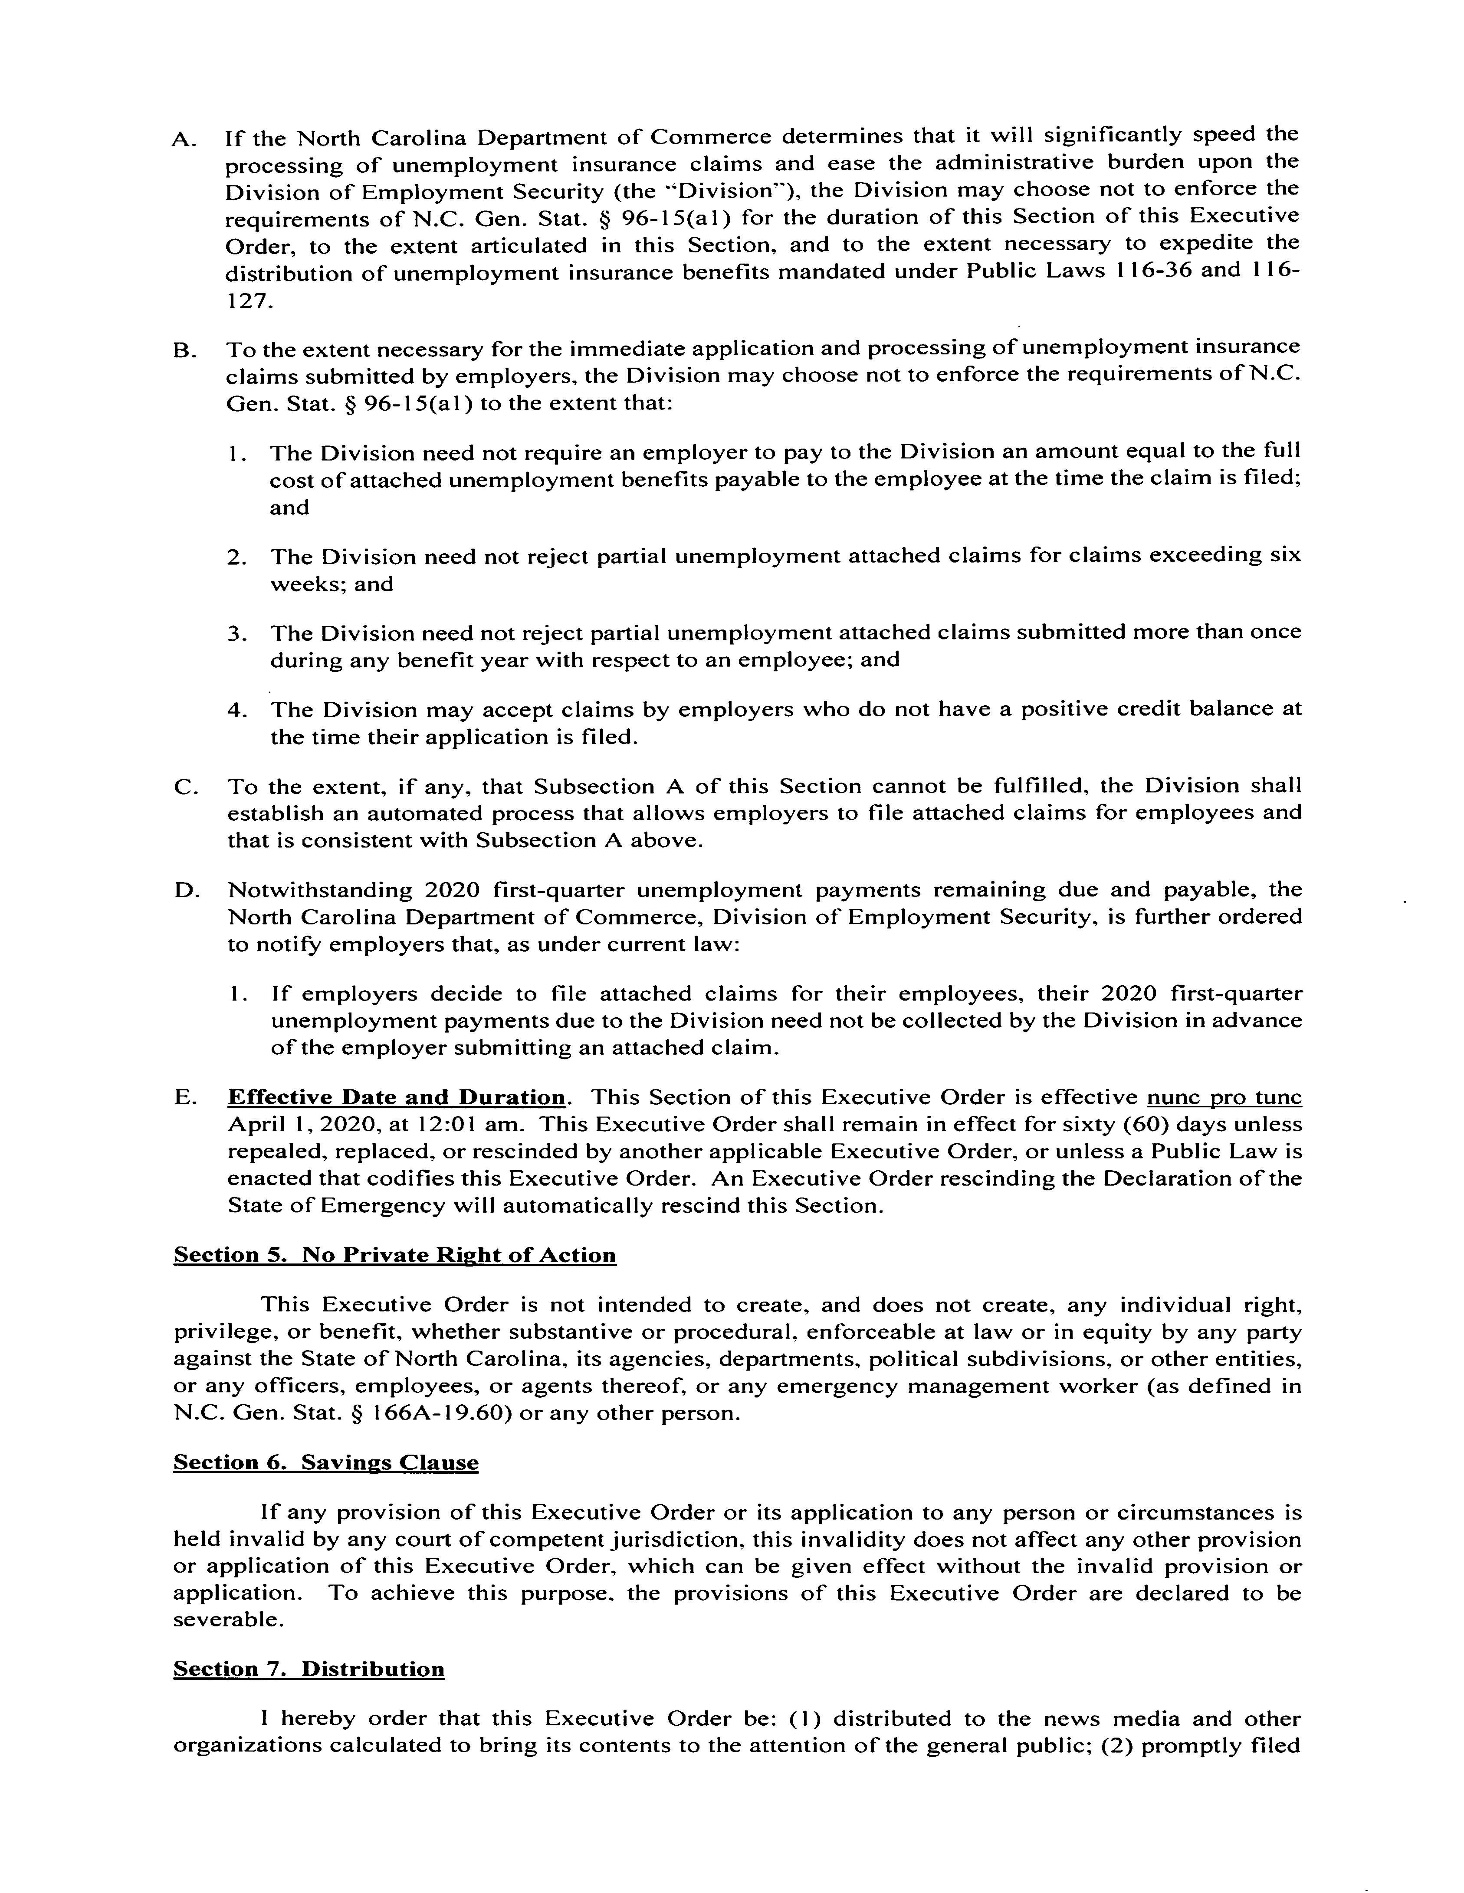 A. If the North Carolina Department of Commerce determines that it will significantly speed the
processing of unemployment insurance claims and ease the administrative burden upon the
Division of Employment Security (the "Division"), the Division may choose not to enforce the
requirements of N.C. Gen. Stat. § 96-15(a1) for the duration of this Section of this Executive
Order, to the extent articulated in this Section, and to the extent necessary to expedite the
distribution of unemployment insurance benefits mandated under Public Laws 116-36 and 116-
127.
B. To the extent necessary for the immediate application and processing of unemployment insurance
claims submitted by employers, the Division may choose not to enforce the requirements of N.C.
Gen. Stat. § 96-15(a1) to the extent that:
1. The Division need not require an employer to pay to the Division an amount equal to the full
cost of attached unemployment benefits payable to the employee at the time the claim is filed;
and
2. The Division need not reject partial unemployment attached claims for claims exceeding six
weeks; and
3. The Division need not reject partial unemployment attached claims submitted more than once
during any benefit year with respect to an employee; and
4. The Division may accept claims by employers who do not have a positive credit balance at
the time their application is filed.
C. To the extent, if any, that Subsection A of this Section cannot be fulfilled, the Division shall
establish an automated process that allows employers to file attached claims for employees and
that is consistent with Subsection A above.
D. Notwithstanding 2020 first-quarter unemployment payments remaining due and payable, the
North Carolina Department of Commerce, Division of Employment Security, is further ordered
to notify employers that, as under current law:
1. If employers decide to file attached claims for their employees, their 2020 first-quarter
unemployment payments due to the Division need not be collected by the Division in advance
of the employer submitting an attached claim.
E. Effective Date and Duration. This Section of this Executive Order is effective nunc pro tunc
April 1, 2020, at 12:01 am. This Executive Order shall remain in effect for sixty (60) days unless
repealed, replaced, or rescinded by another applicable Executive Order, or unless a Public Law is
enacted that codifies this Executive Order. An Executive Order rescinding the Declaration of the
State of Emergency will automatically rescind this Section.
Section 5. No Private Right of Action
This Executive Order is not intended to create, and does not create, any individual right,
privilege, or benefit, whether substantive or procedural, enforceable at law or in equity by any party
against the State of North Carolina, its agencies, departments, political subdivisions, or other entities,
or any officers, employees, or agents thereof, or any emergency management worker (as defined in
N.C. Gen. Stat. § 166A-19.60) or any other person.
Section 6. Savings Clause
If any provision of this Executive Order or its application to any person or circumstances is
held invalid by any court of competent jurisdiction, this invalidity does not affect any other provision
or application of this Executive Order, which can be given effect without the invalid provision or
application. To achieve this purpose, the provisions of this Executive Order are declared to be
severable.
Section 7. Distribution
I hereby order that this Executive Order be: (1) distributed to the news media and other
organizations calculated to bring its contents to the attention of the general public; (2) promptly filed